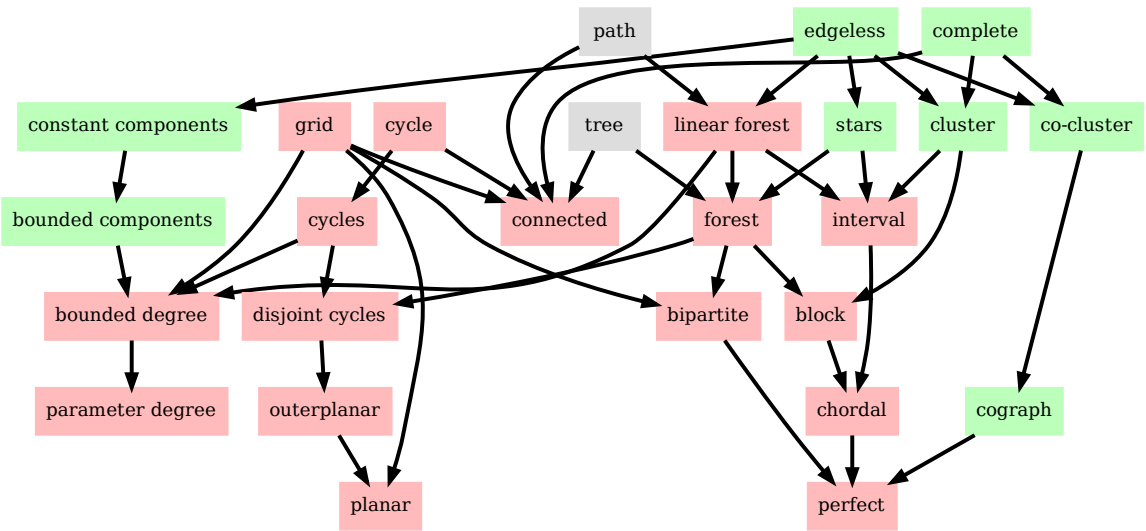 path
edgeless
complete
constant components
grid
cycle
tree
linear forest
stars
cluster
co-cluster
bounded components
cycles
connected
forest
interval
bounded degree
disjoint cycles
bipartite
block
parameter degree
outerplanar
chordal
cograph
planar
perfect